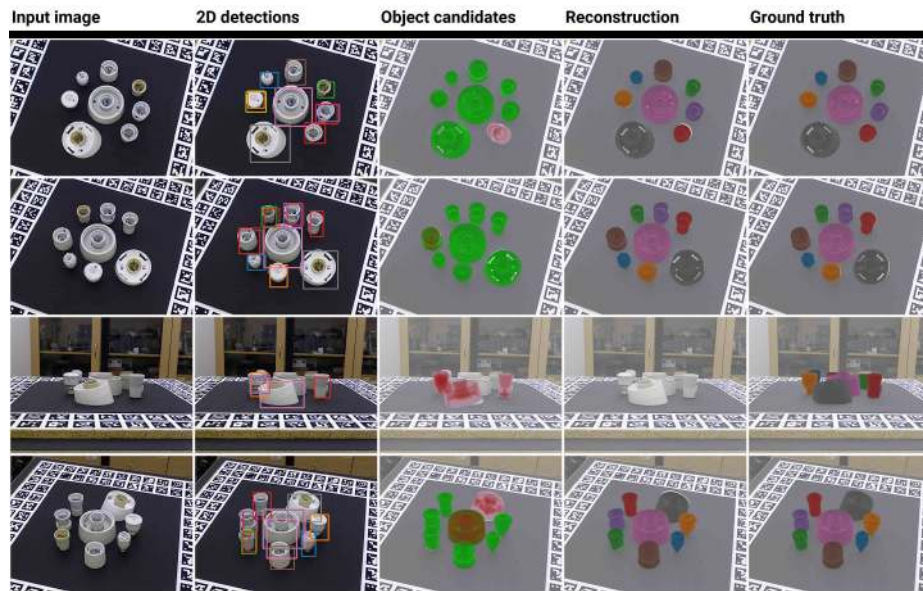 Input image
2D detections
Object candidates
Reconstruction
Ground truth